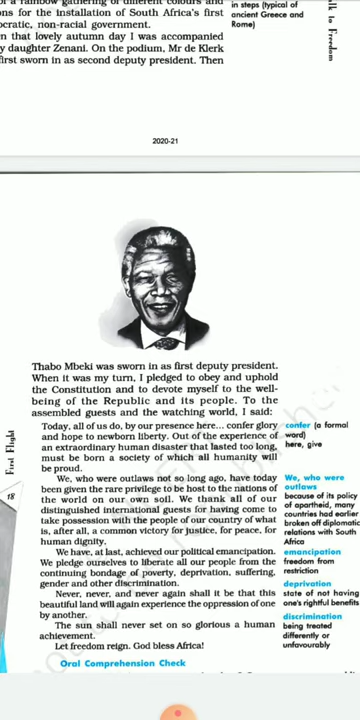 of a rainbow gathering of different colours and
ons for the installation of South Africa's first
ocratic, non-racial government.
n that lovely autumn day I was accompanied
y daughter Zenani. On the podium, Mr de Klerk
first sworn in as second deputy president. Then
in steps (typical of
ancient Greece and
Rome)
lk to Freedom
2020-21
Thabo Mbeki was sworn in as first deputy president.
When it was my turn, I pledged to obey and uphold
the Constitution and to devote myself to the well-
being of the Republic and its people. To the
assembled guests and the watching world, I said:
Today, all of us do, by our presence here... confer glory
and hope to newborn liberty. Out of the experience of
an extraordinary human disaster that lasted too long,
must be born a society of which all humanity will
be proud.
We, who were outlaws not so long ago, have today
been given the rare privilege to be host to the nations of
the world on our own soil. We thank all of our
distinguished international guests for having come to
take possession with the people of our country of what
is, after all, a common victory for justice, for peace, for
human dignity.
We have, at last, achieved our political emancipation.
We pledge ourselves to liberate all our people from the
continuing bondage of poverty, deprivation, suffering,
gender and other discrimination.
Never, never, and never again shall it be that this
beautiful land will again experience the oppression of one
by another.
The sun shall never set on so glorious a human
achievement.
Let freedom reign. God bless Africa!
Oral Comprehension Check
confer (a formal
word)
here, give
We, who were
outlaws
because of its policy
of apartheid, many
countries had earlier
broken off diplomatic
relations with South
Africa
emancipation
freedom from
restriction
deprivation
state of not having
one's rightful benefits
discrimination
being treated
differently or
unfavourably
First Flight
18